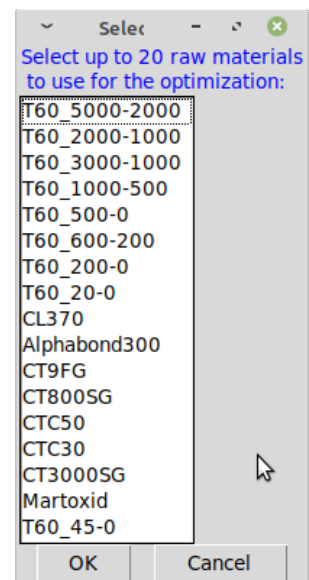 Selec
Select up to 20 raw materials
to use for the optimization:
T60_5000-2000
T60_2000-1000
T60_3000-1000
T60_1000-500
T60_500-0
T60_600-200
T60_200-0
T60_20-0
CL370
Alphabond300
CT9FG
CT800SG
CTC50
CTC30
CT3000SG
Martoxid
T60_45-0
OK Cancel